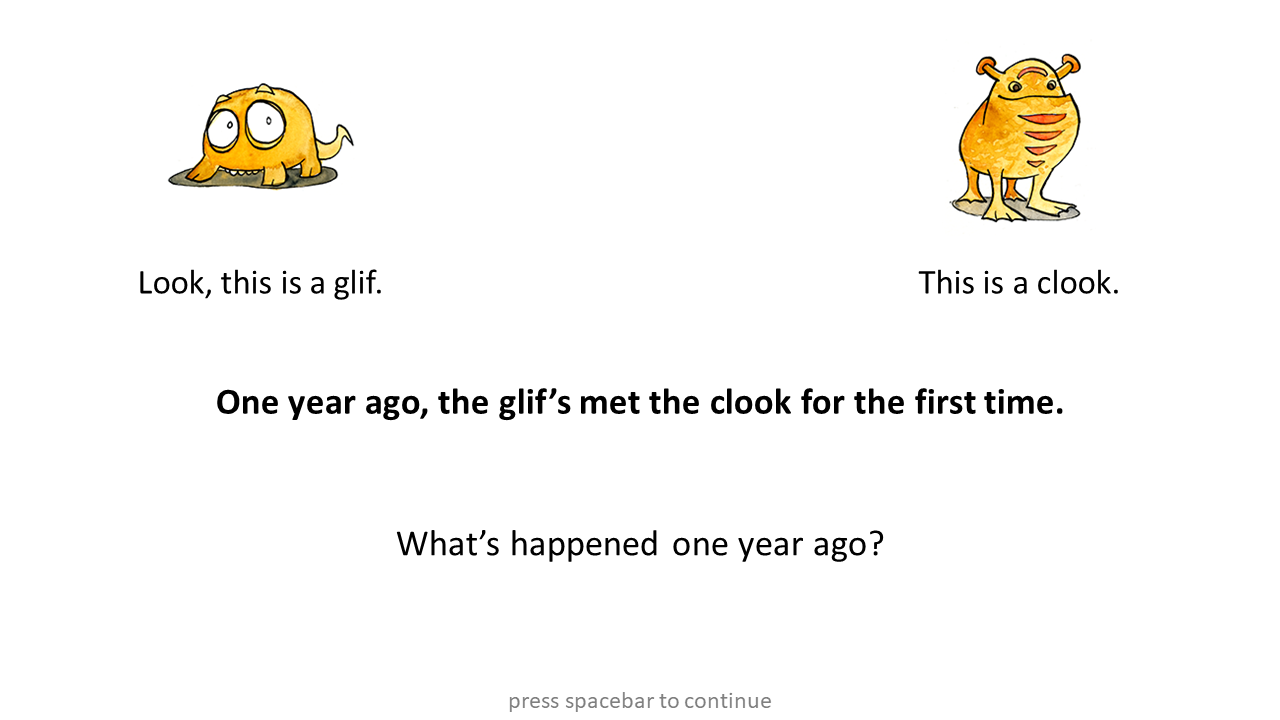 Look, this is a glif.
This is a clook.
One year ago, the glif’s met the clook for the first time.
What’s happened one year ago?
press spacebar to continue